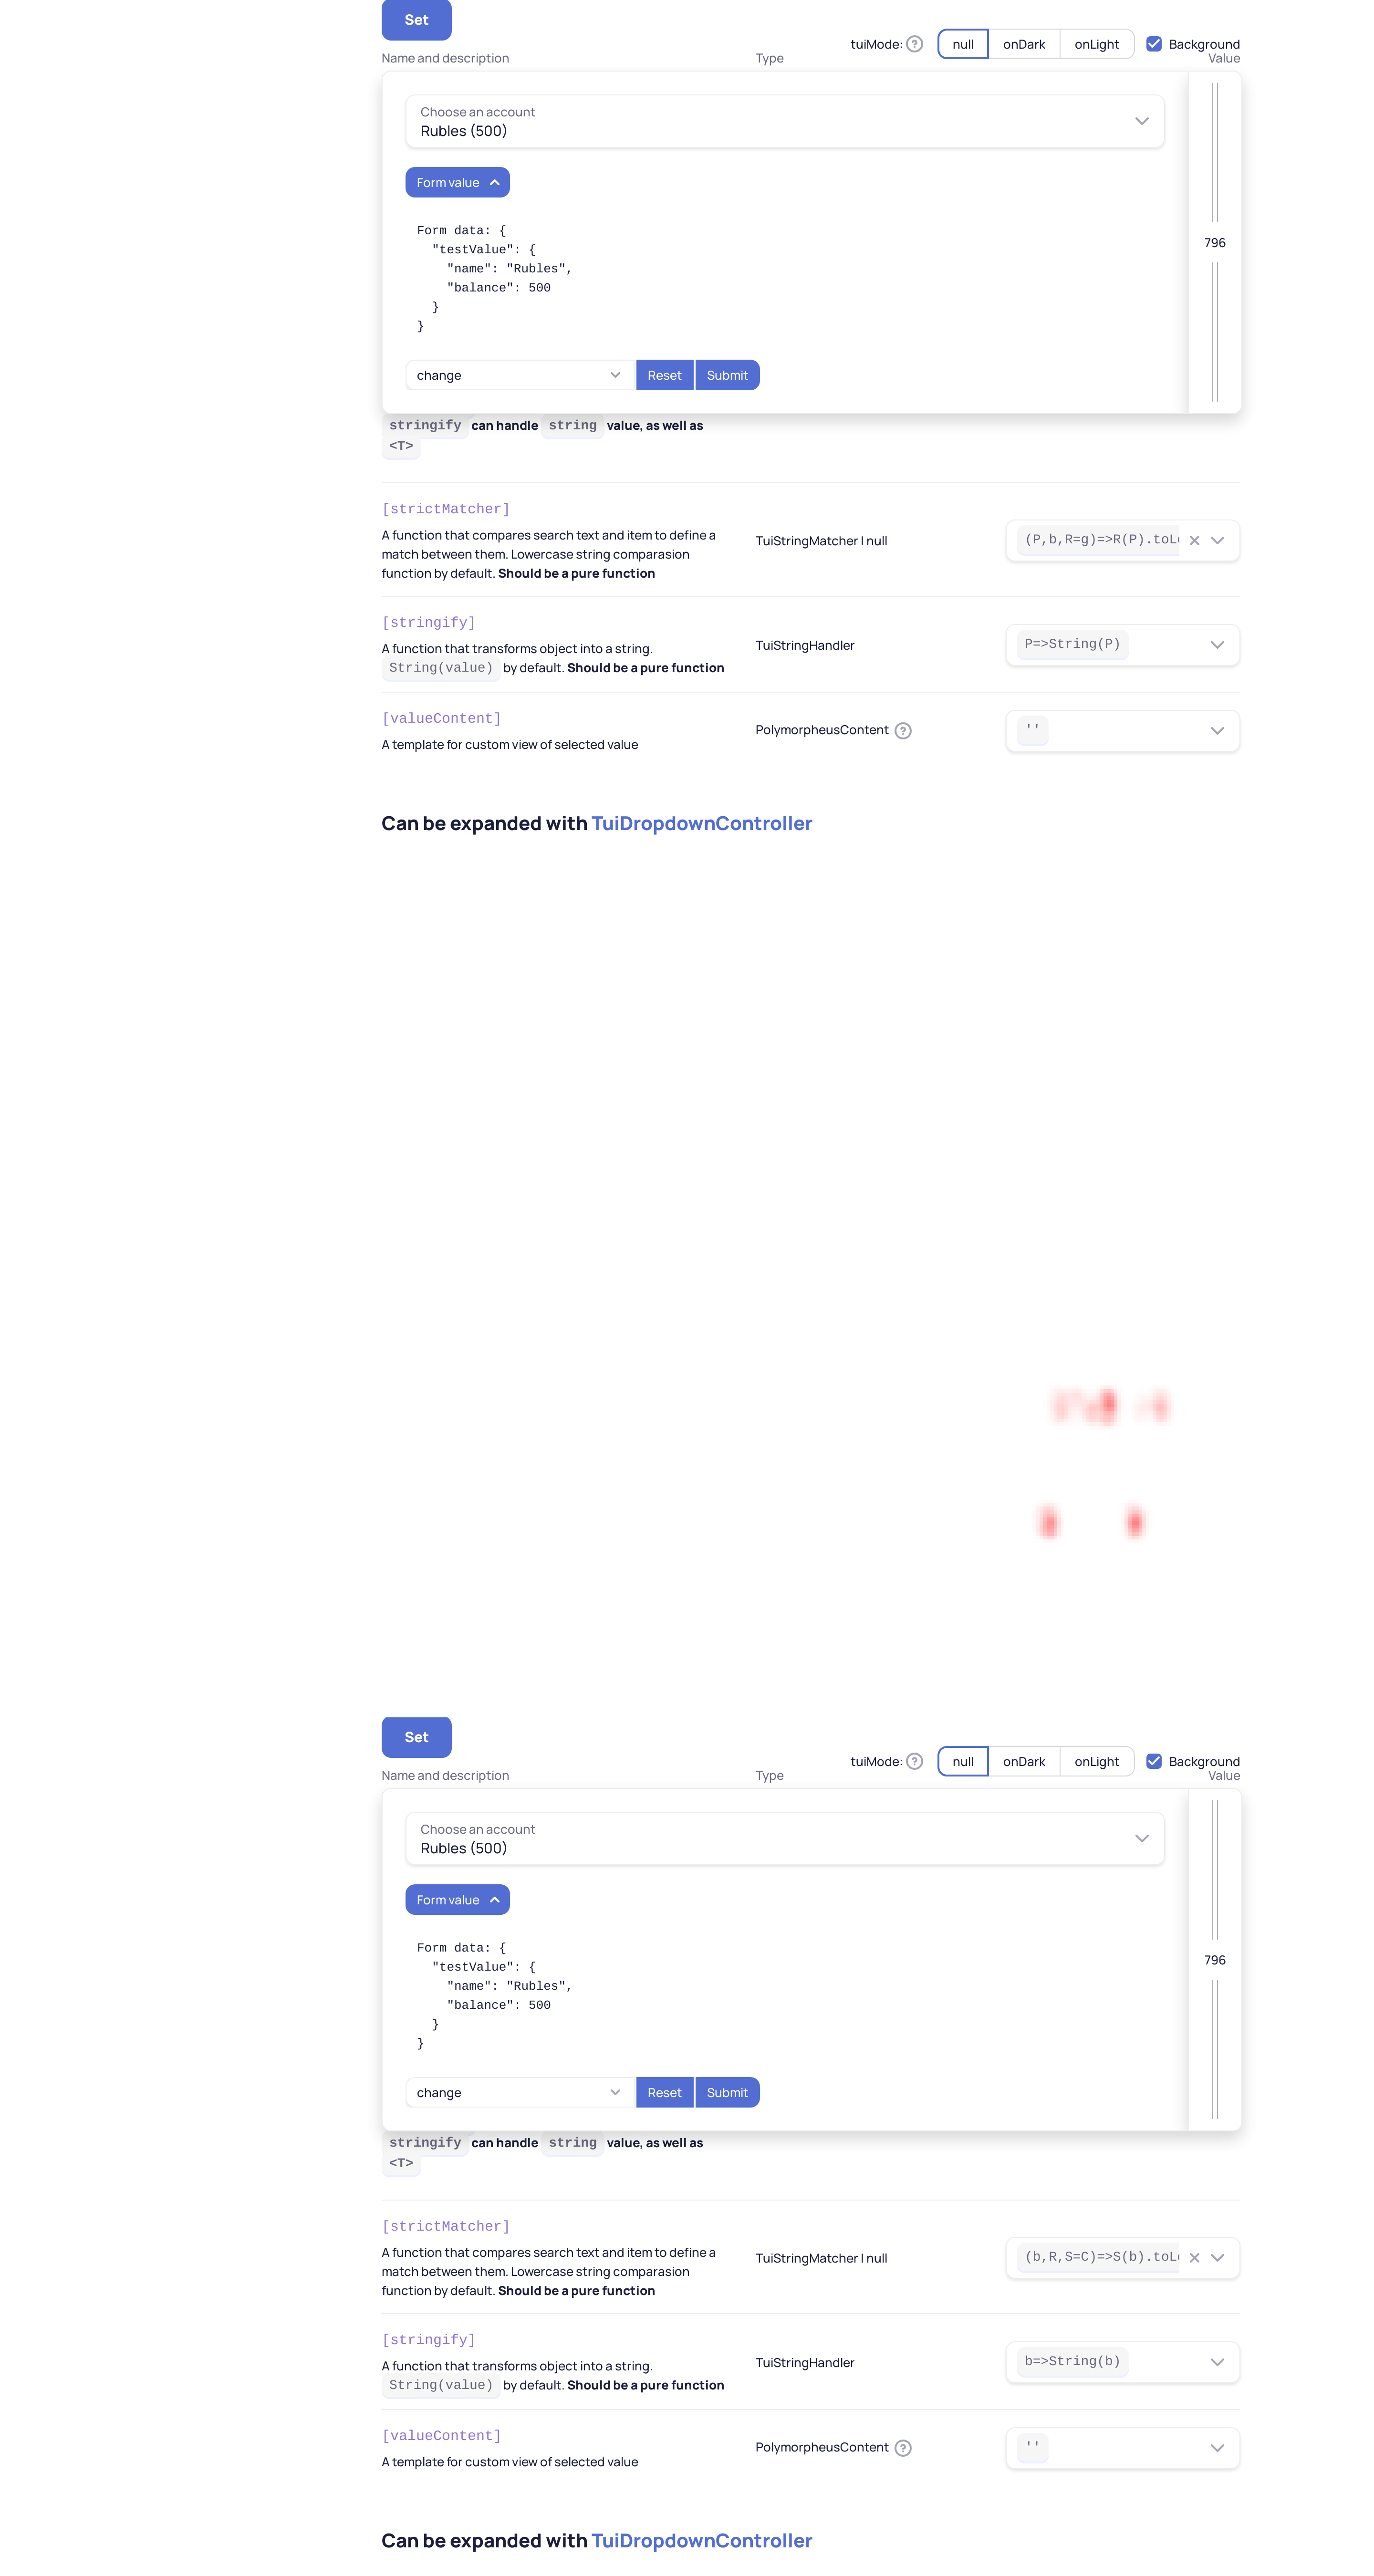 Set
tuiMode: ? null onDark onLight Background
Name and description Type Value
Choose an account
Rubles (500)
Form value
796
Form data: {
"testValue": {
"name": "Rubles",
"balance": 500
}
}
change Reset Submit
stringify can handle string value, as well as
<T>
[strictMatcher]
A function that compares search text and item to define a
match between them. Lowercase string comparasion
function by default. Should be a pure function
TuiStringMatcher | null
(P,b,R=g)=>R(P).toL
[stringify]
A function that transforms object into a string.
String(value) by default. Should be a pure function
TuiStringHandler
P=>String(P)
[valueContent]
A template for custom view of selected value
PolymorpheusContent ?
''
Can be expanded with TuiDropdownController
Set
tuiMode: ? null onDark onLight Background
Name and description Type Value
Choose an account
Rubles (500)
Form value
796
Form data: {
"testValue": {
"name": "Rubles",
"balance": 500
}
}
change Reset Submit
stringify can handle string value, as well as
<T>
[strictMatcher]
A function that compares search text and item to define a
match between them. Lowercase string comparasion
function by default. Should be a pure function
TuiStringMatcher | null
(b,R,S=C)=>S(b).toL
[stringify]
A function that transforms object into a string.
String(value) by default. Should be a pure function
TuiStringHandler
b=>String(b)
[valueContent]
A template for custom view of selected value
PolymorpheusContent ?
''
Can be expanded with TuiDropdownController